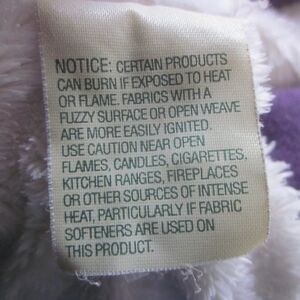 NOTICE: CERTAIN PRODUCTS
CAN BURN IF EXPOSED TO HEAT
OR FLAME. FABRICS WITH A
FUZZY SURFACE OR OPEN WEAVE
ARE MORE EASILY IGNITED.
USE CAUTION NEAR OPEN
FLAMES, CANDLES, CIGARETTES,
KITCHEN RANGES, FIREPLACES
OR OTHER SOURCES OF INTENSE
HEAT, PARTICULARLY IF FABRIC
SOFTENERS ARE USED ON
THIS PRODUCT.